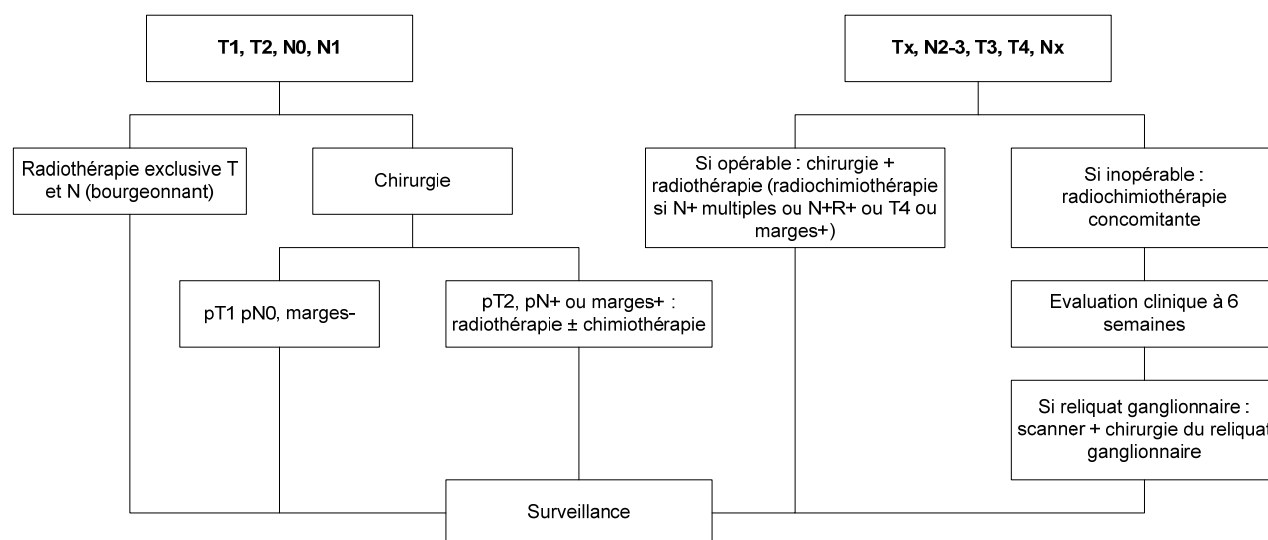 T1, T2, N0, N1
Tx, N2-3, T3, T4, Nx
Radiothérapie exclusive T
et N (bourgeonnant)
Chirurgie
Si opérable : chirurgie +
radiothérapie (radiochimiothérapie
si N+ multiples ou N+R+ ou T4 ou
marges+)
Si inopérable :
radiochimiothérapie
concomitante
pT1 pN0, marges-
pT2, pN+ ou marges+ :
radiothérapie ± chimiothérapie
Evaluation clinique à 6
semaines
Si reliquat ganglionnaire :
scanner + chirurgie du reliquat
ganglionnaire
Surveillance